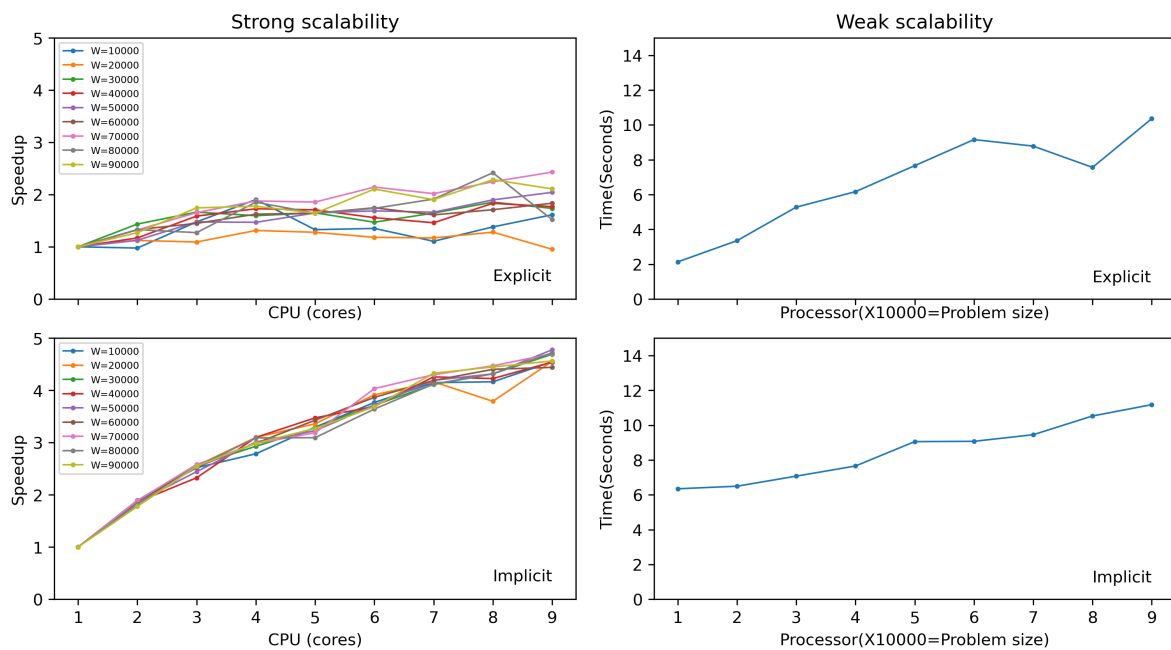 Strong scalability
5
4
3
2
1
0
Speedup
W=10000
W=20000
W=30000
W=40000
W=50000
W=60000
W=70000
W=80000
W=90000
Explicit
CPU (cores)
Weak scalability
14
12
10
8
6
4
2
0
Time(Seconds)
Explicit
Processor(X10000=Problem size)
5
4
3
2
1
0
Speedup
W=10000
W=20000
W=30000
W=40000
W=50000
W=60000
W=70000
W=80000
W=90000
Implicit
1 2 3 4 5 6 7 8 9
CPU (cores)
14
12
10
8
6
4
2
0
Time(Seconds)
Implicit
1 2 3 4 5 6 7 8 9
Processor(X10000=Problem size)